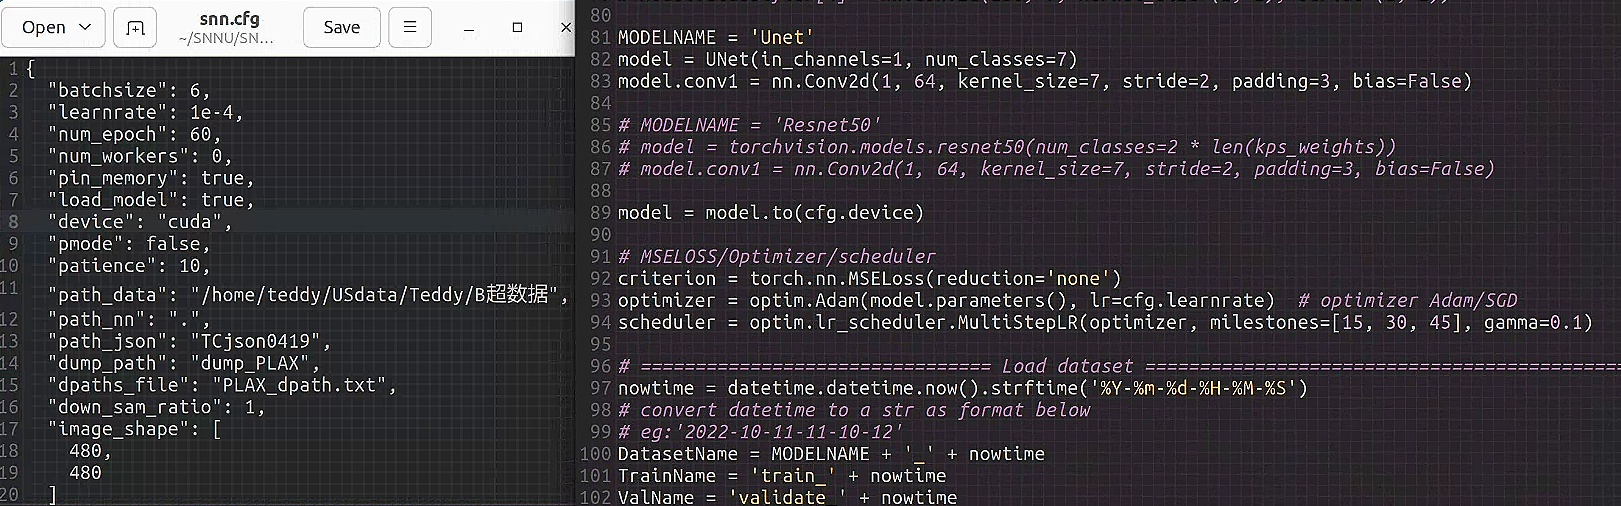 Open
snn.cfg
~/SNNU/SN...
Save
1 {
2 "batchsize": 6,
3 "learnrate": 1e-4,
4 "num_epoch": 60,
5 "num_workers": 0,
6 "pin_memory": true,
7 "load_model": true,
8 "device": "cuda",
9 "pmode": false,
10 "patience": 10,
11 "path_data": "/home/teddy/USdata/Teddy/B超数据",
12 "path_nn": ".",
13 "path_json": "TCjson0419",
14 "dump_path": "dump_PLAX",
15 "dpaths_file": "PLAX_dpath.txt",
16 "down_sam_ratio": 1,
17 "image_shape": [
18 480,
19 480
20 ]
80
81 MODELNAME = 'Unet'
82 model = UNet(in_channels=1, num_classes=7)
83 model.conv1 = nn.Conv2d(1, 64, kernel_size=7, stride=2, padding=3, bias=False)
84
85 # MODELNAME = 'Resnet50'
86 # model = torchvision.models.resnet50(num_classes=2 * len(kps_weights))
87 # model.conv1 = nn.Conv2d(1, 64, kernel_size=7, stride=2, padding=3, bias=False)
88
89 model = model.to(cfg.device)
90
91 # MSELOSS/Optimizer/scheduler
92 criterion = torch.nn.MSELoss(reduction='none')
93 optimizer = optim.Adam(model.parameters(), lr=cfg.learnrate) # optimizer Adam/SGD
94 scheduler = optim.lr_scheduler.MultiStepLR(optimizer, milestones=[15, 30, 45], gamma=0.1)
95
96 # ================================ Load dataset ============================================
97 nowtime = datetime.datetime.now().strftime('%Y-%m-%d-%H-%M-%S')
98 # convert datetime to a str as format below
99 # eg:'2022-10-11-11-10-12'
100 DatasetName = MODELNAME + '_' + nowtime
101 TrainName = 'train_' + nowtime
102 ValName = 'validate_' + nowtime